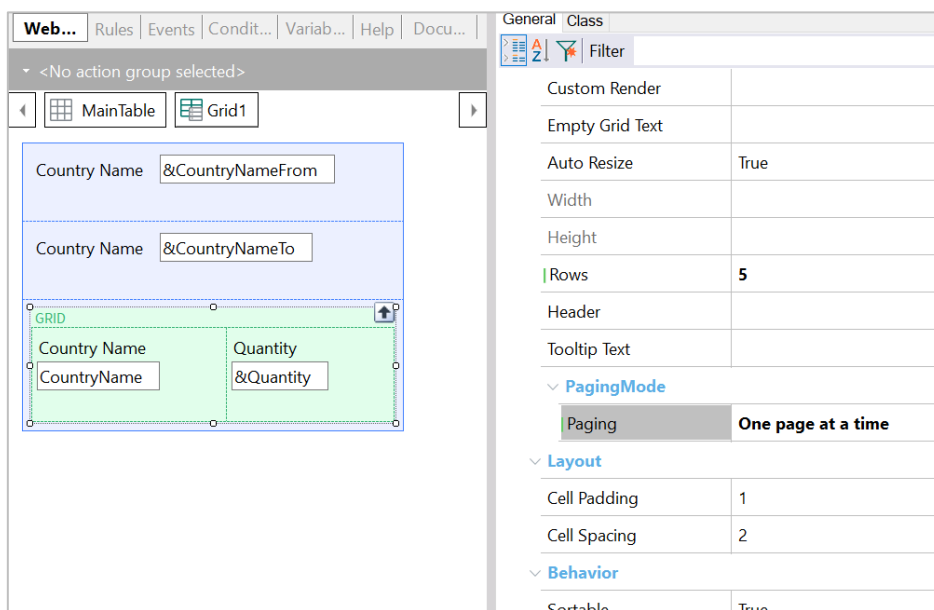 Web... Rules Events Condit... Variab... Help Docu...
<No action group selected>
MainTable Grid1
Country Name &CountryNameFrom
Country Name &CountryNameTo
GRID
Country Name Quantity
CountryName &Quantity
General Class
Filter
Custom Render
Empty Grid Text
Auto Resize True
Width
Height
Rows 5
Header
Tooltip Text
PagingMode
Paging One page at a time
Layout
Cell Padding 1
Cell Spacing 2
Behavior
Sortable True